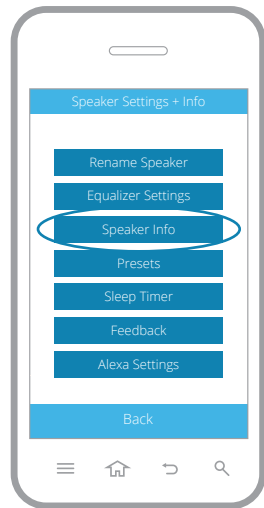 Speaker Settings + Info
Rename Speaker
Equalizer Settings
Speaker Info
Presets
Sleep Timer
Feedback
Alexa Settings
Back